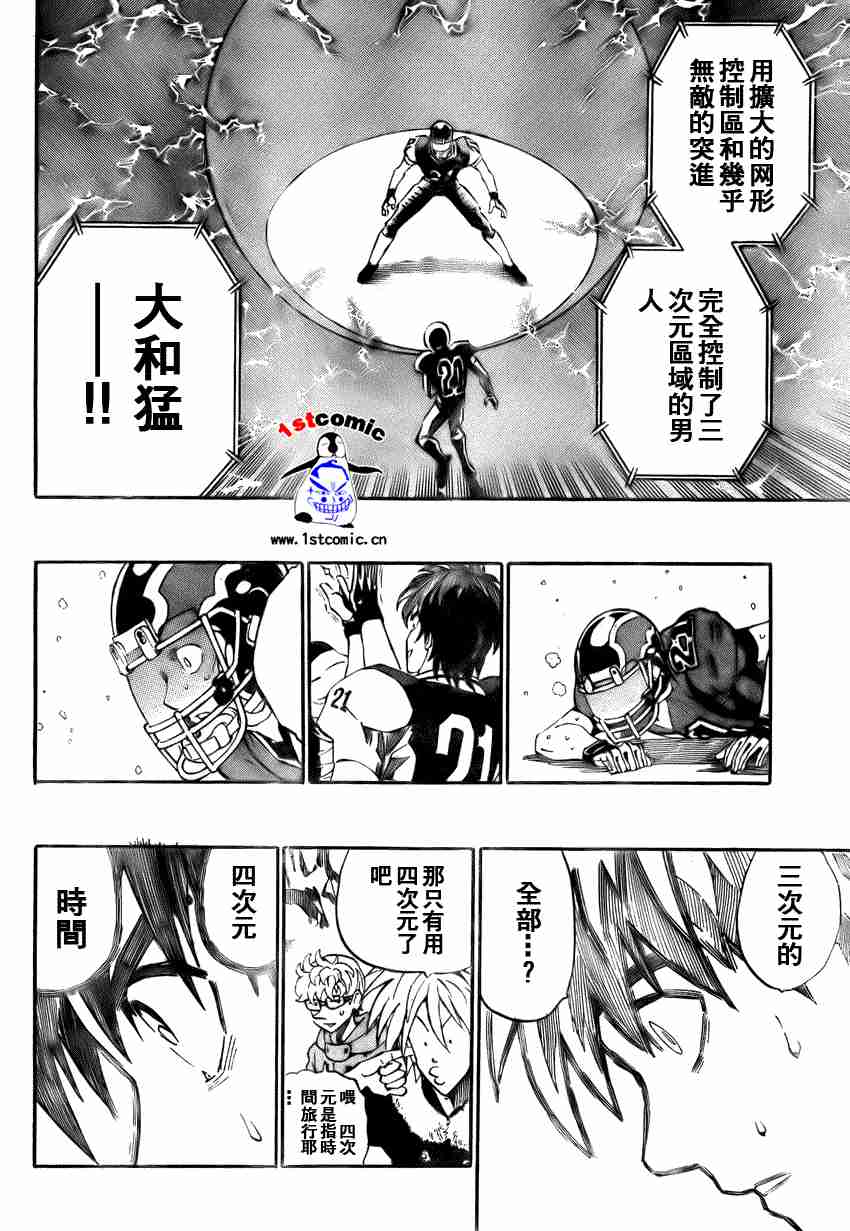 用擴大的网形
控制區和幾乎
無敵的突進
完全控制了三
次元區域的男
人
大和猛
——!!
21
1stcomic
www.1stcomic.cn
21
21
21
三次元的
全部…?
那只有用
四次元了
吧
喂 四次
元是指時
間旅行耶
…
四次元
時間